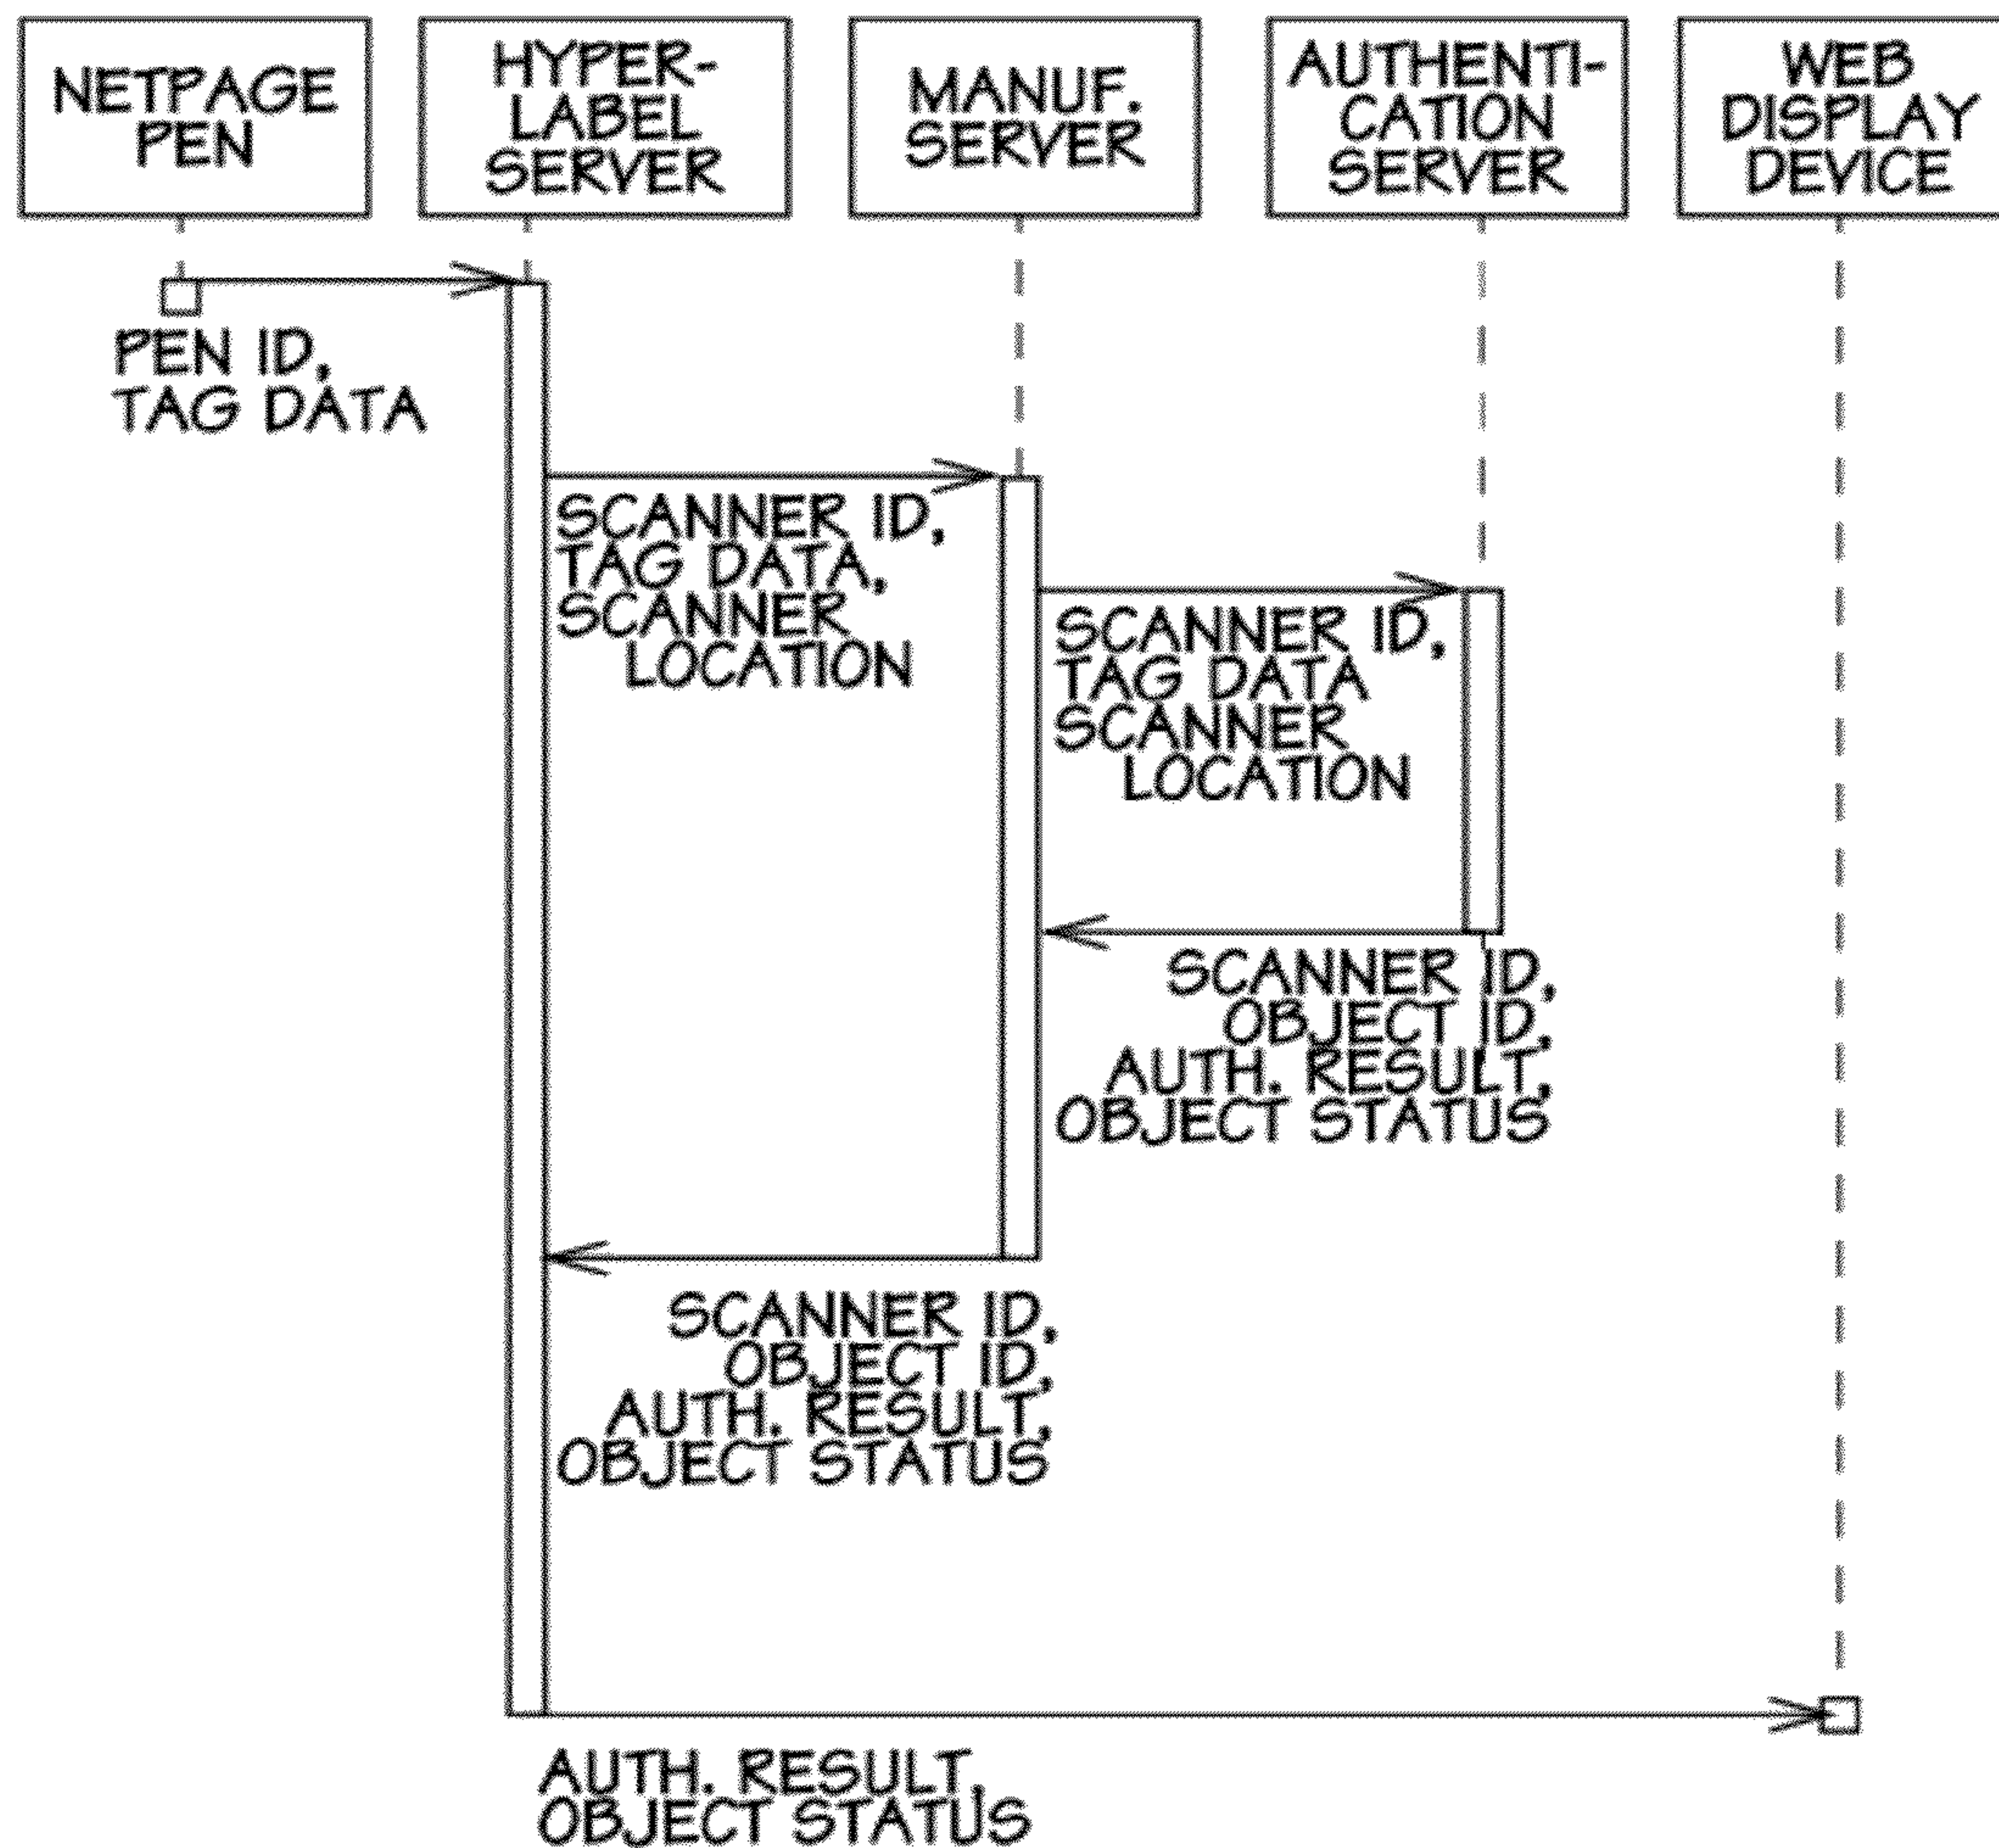 NETPAGE
PEN
HYPER-
LABEL
SERVER
MANUF.
SERVER
AUTHENTI-
CATION
SERVER
WEB
DISPLAY
DEVICE
PEN ID,
TAG DATA
SCANNER ID,
TAG DATA,
SCANNER
LOCATION
SCANNER ID,
TAG DATA
SCANNER
LOCATION
SCANNER ID,
OBJECT ID,
AUTH. RESULT,
OBJECT STATUS
SCANNER ID,
OBJECT ID,
AUTH. RESULT,
OBJECT STATUS
AUTH. RESULT,
OBJECT STATUS